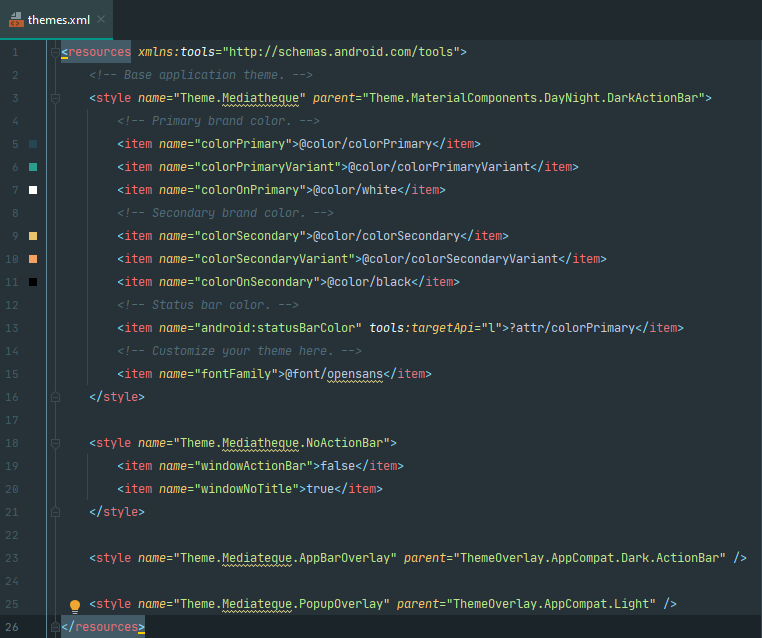 themes.xml
1 <resources xmlns:tools="http://schemas.android.com/tools">
2 <!-- Base application theme. -->
3 <style name="Theme.Mediatheque" parent="Theme.MaterialComponents.DayNight.DarkActionBar">
4 <!-- Primary brand color. -->
5 <item name="colorPrimary">@color/colorPrimary</item>
6 <item name="colorPrimaryVariant">@color/colorPrimaryVariant</item>
7 <item name="colorOnPrimary">@color/white</item>
8 <!-- Secondary brand color. -->
9 <item name="colorSecondary">@color/colorSecondary</item>
10 <item name="colorSecondaryVariant">@color/colorSecondaryVariant</item>
11 <item name="colorOnSecondary">@color/black</item>
12 <!-- Status bar color. -->
13 <item name="android:statusBarColor" tools:targetApi="l">?attr/colorPrimary</item>
14 <!-- Customize your theme here. -->
15 <item name="fontFamily">@font/opensans</item>
16 </style>
17
18 <style name="Theme.Mediatheque.NoActionBar">
19 <item name="windowActionBar">false</item>
20 <item name="windowNoTitle">true</item>
21 </style>
22
23 <style name="Theme.Mediateque.AppBarOverlay" parent="ThemeOverlay.AppCompat.Dark.ActionBar" />
24
25 <style name="Theme.Mediateque.PopupOverlay" parent="ThemeOverlay.AppCompat.Light" />
26 </resources>